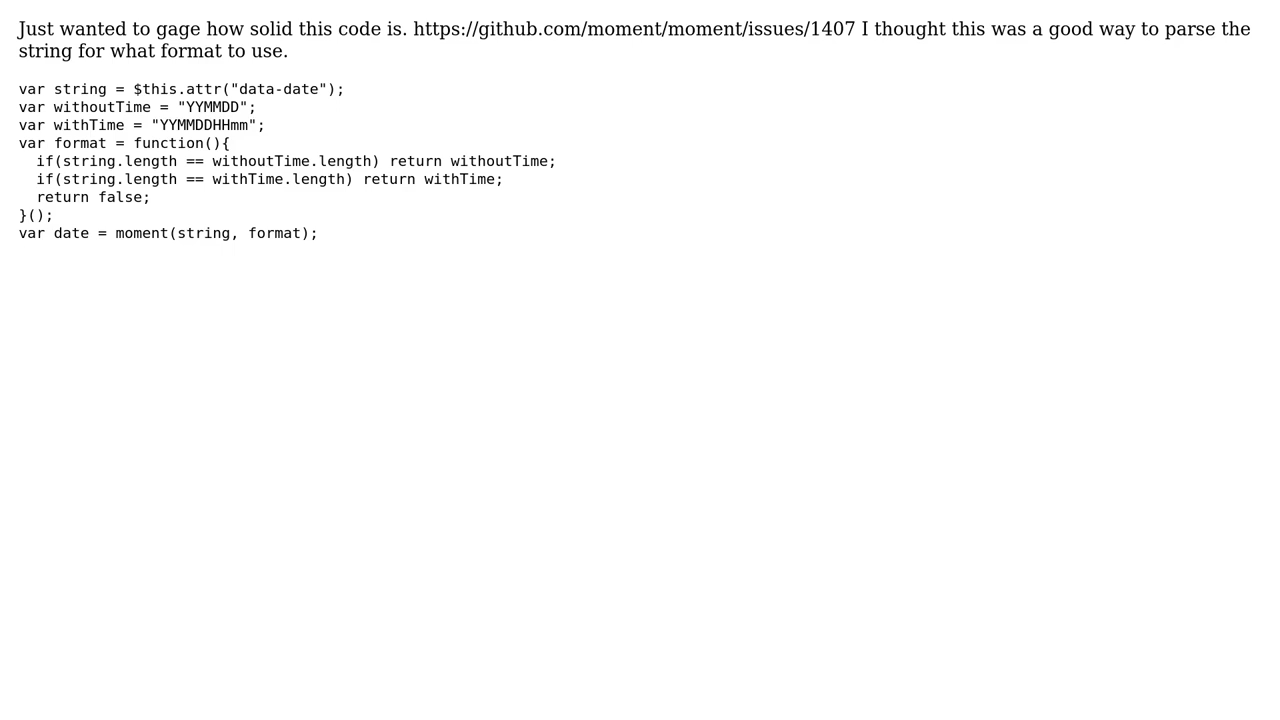 Just wanted to gage how solid this code is. https://github.com/moment/moment/issues/1407 I thought this was a good way to parse the
string for what format to use.
var string = $this.attr("data-date");
var withoutTime = "YYMMDD";
var withTime = "YYMMDDHHmm";
var format = function(){
  if(string.length == withoutTime.length) return withoutTime;
  if(string.length == withTime.length) return withTime;
  return false;
}();
var date = moment(string, format);